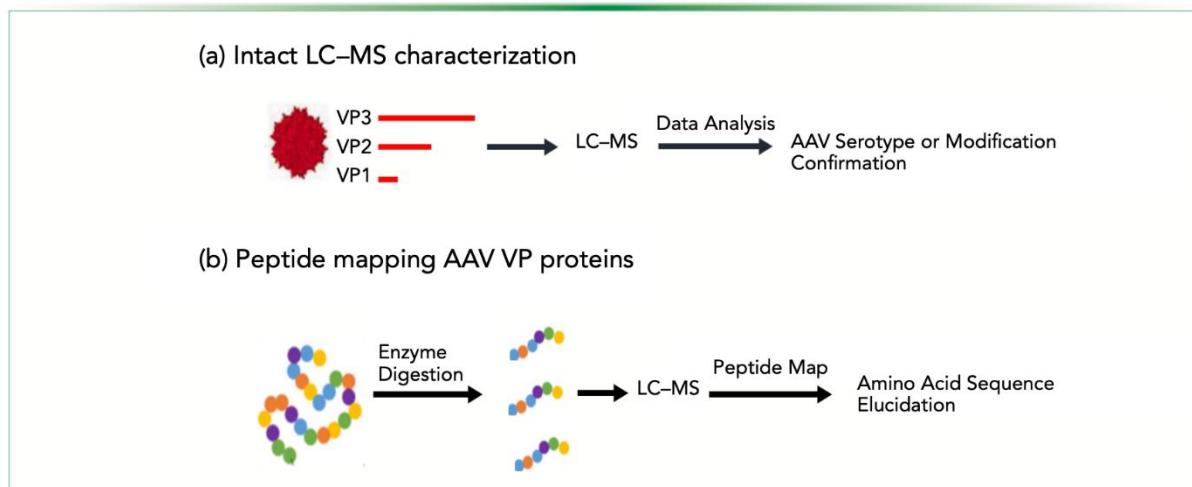 (a) Intact LC–MS characterization
VP3
VP2
VP1
LC–MS
Data Analysis
AAV Serotype or Modification
Confirmation
(b) Peptide mapping AAV VP proteins
Enzyme
Digestion
LC–MS
Peptide Map
Amino Acid Sequence
Elucidation